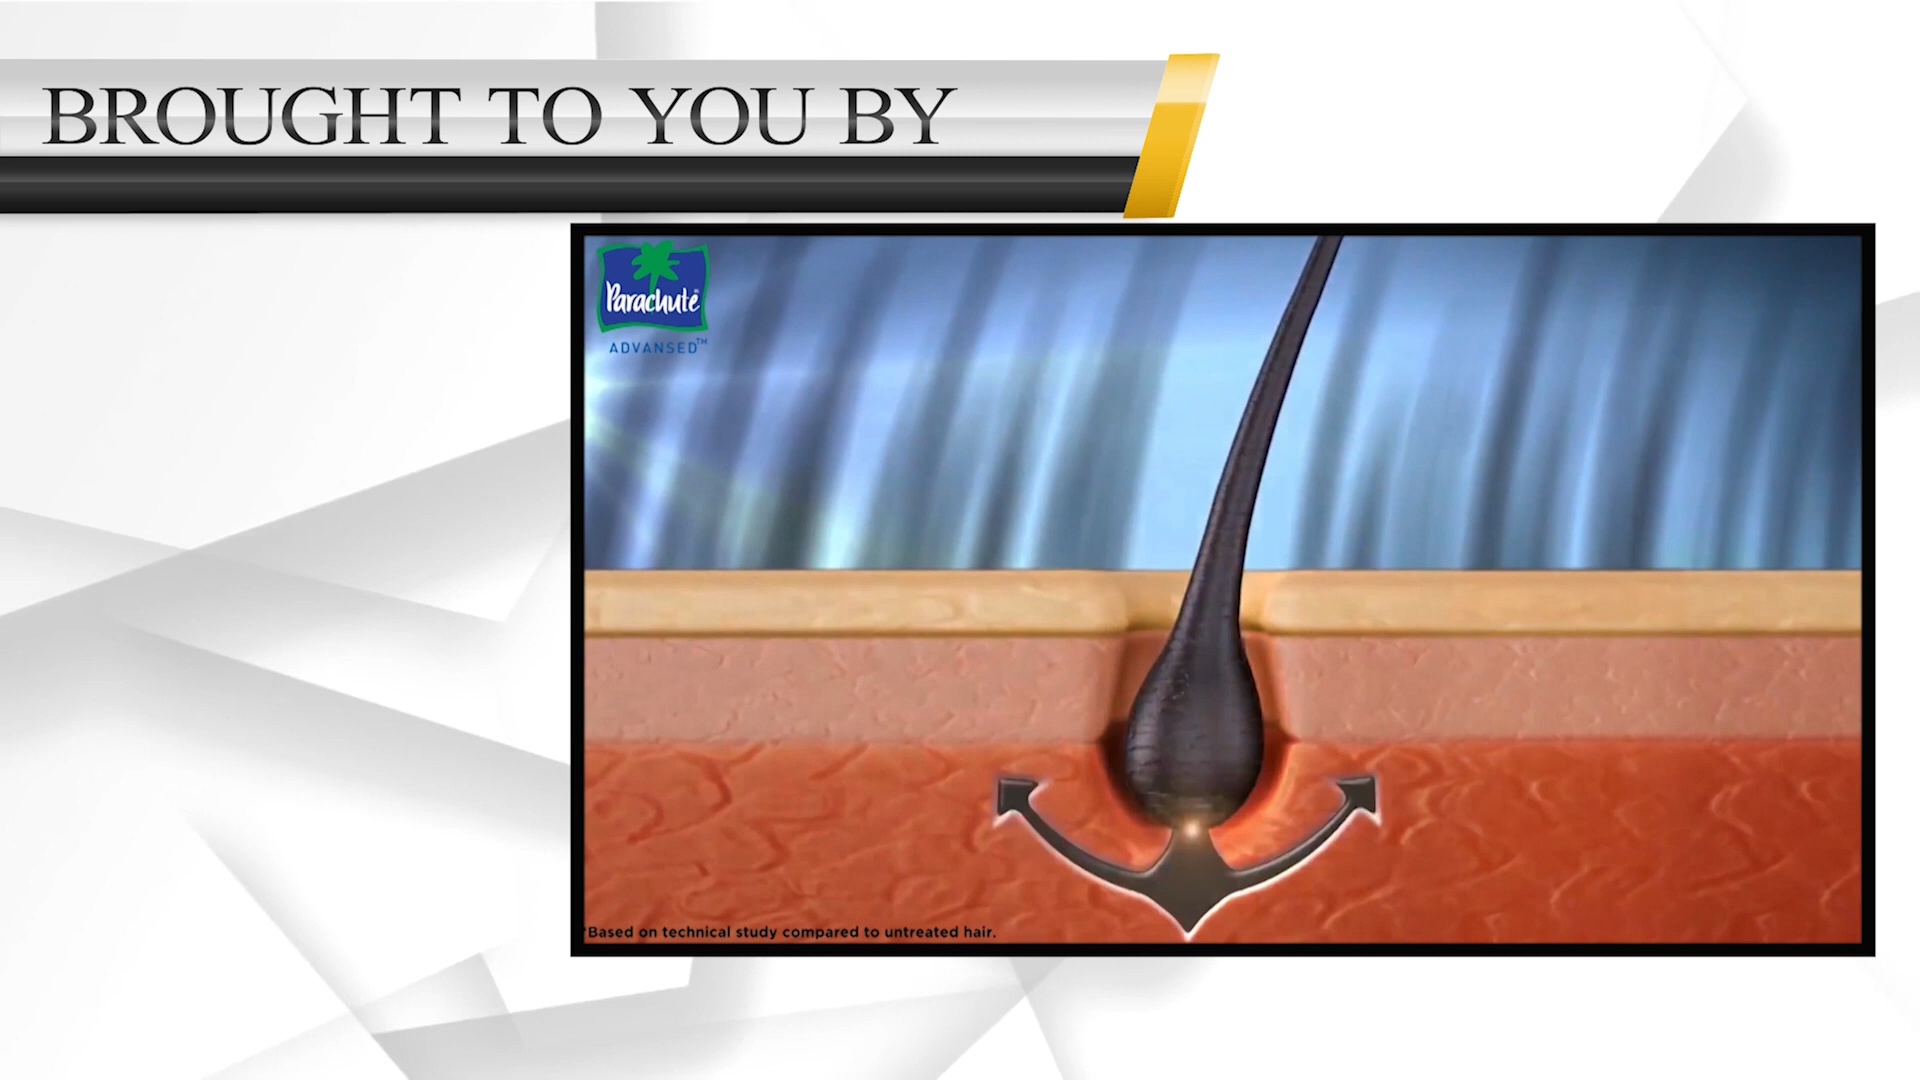 BROUGHT TO YOU BY
Parachute
ADVANSED™
*Based on technical study compared to untreated hair.